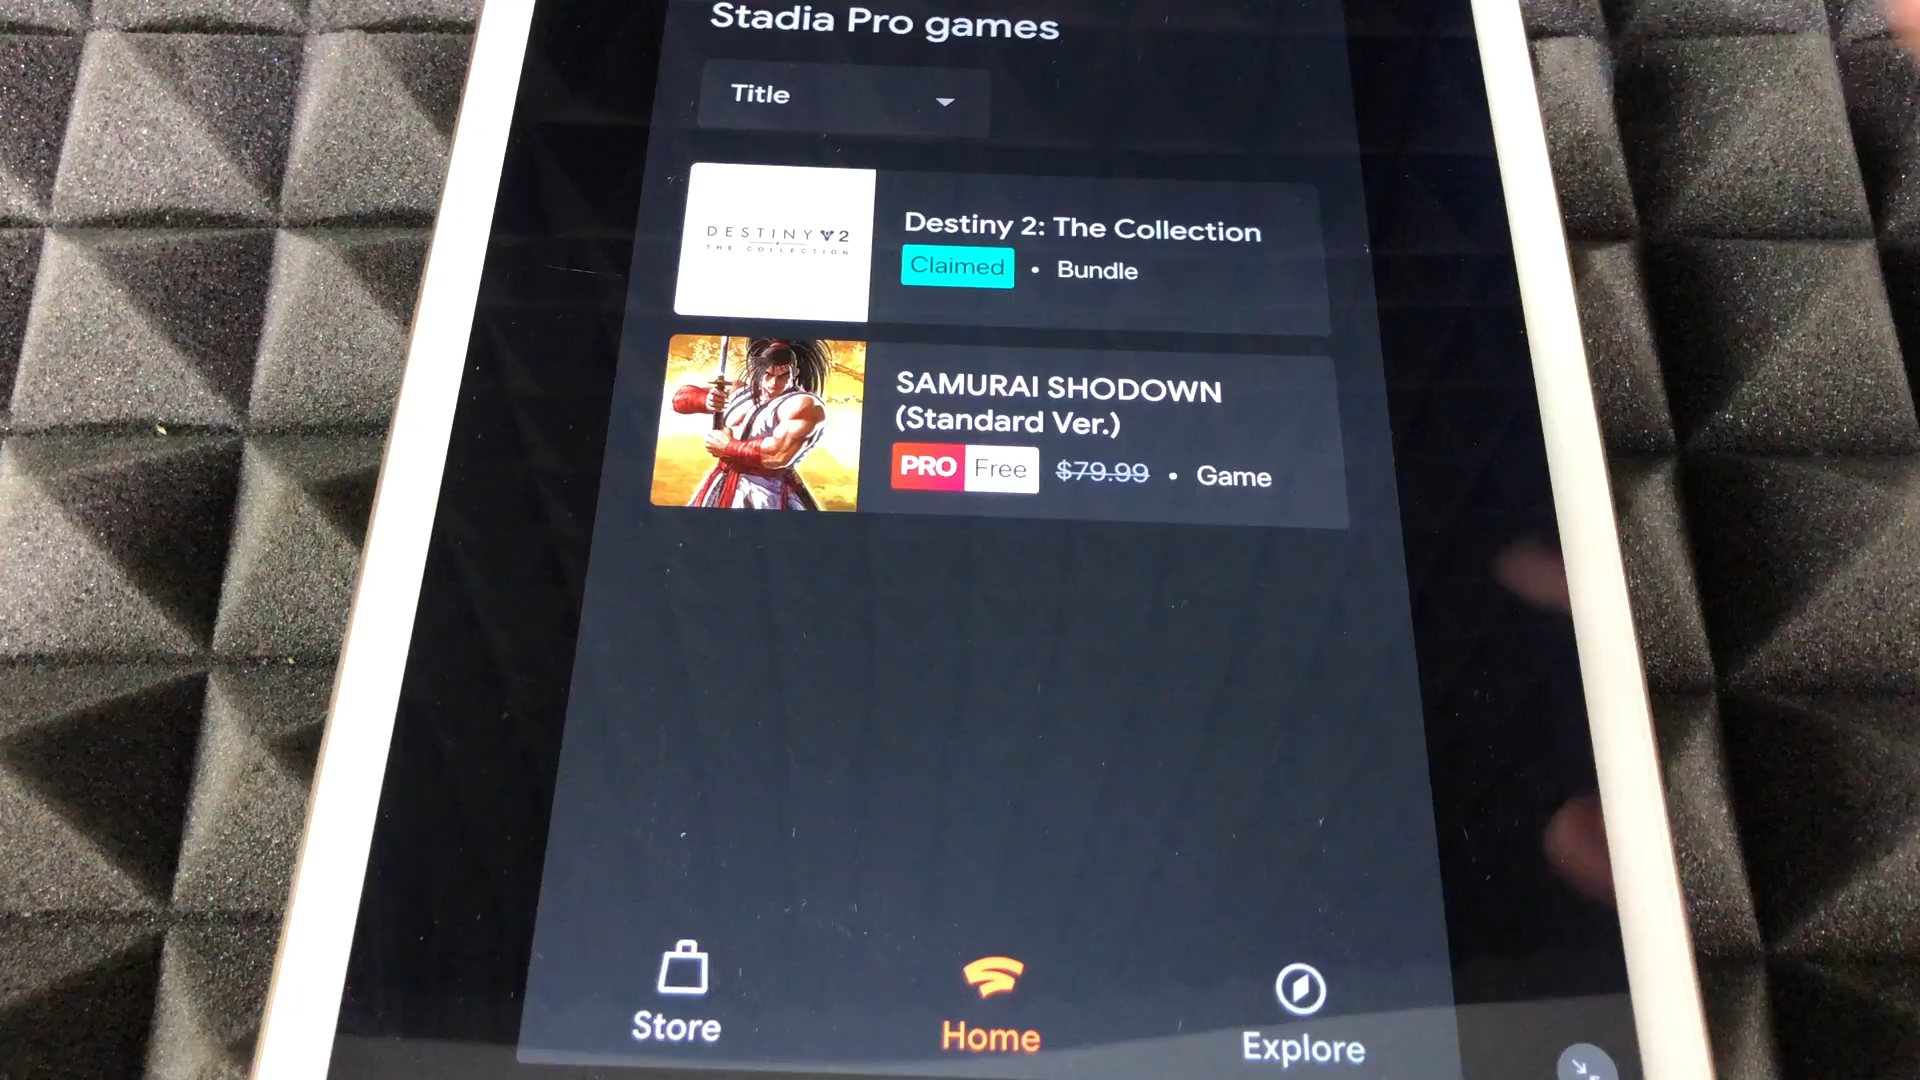 Stadia Pro games
Title
DESTINY 2
THE COLLECTION
Destiny 2: The Collection
Claimed • Bundle
SAMURAI SHODOWN
(Standard Ver.)
PRO Free $79.99 • Game
Store
Home
Explore